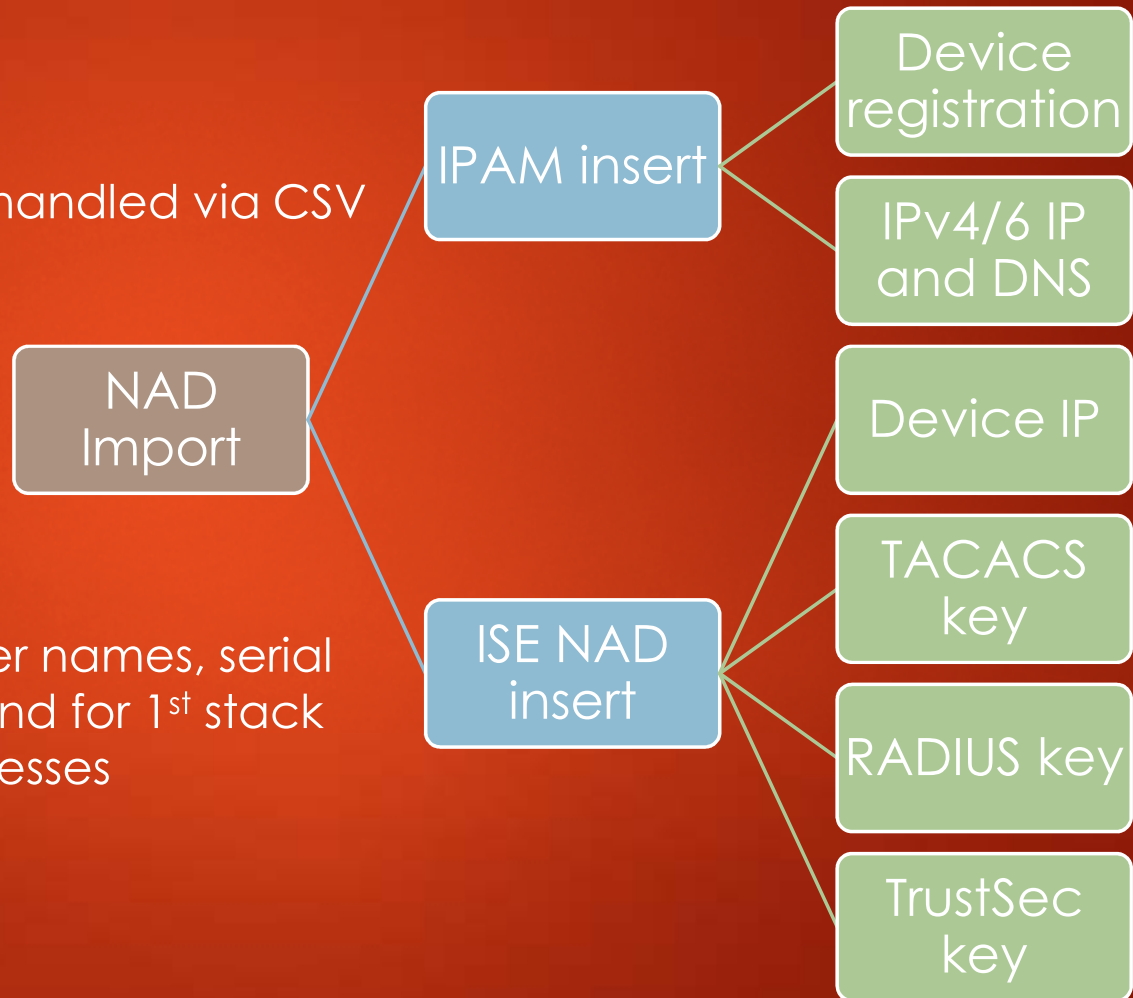 handled via CSV
er names, serial
nd for 1st stack
esses
NAD
Import
IPAM insert
ISE NAD
insert
Device
registration
IPv4/6 IP
and DNS
Device IP
TACACS
key
RADIUS key
TrustSec
key